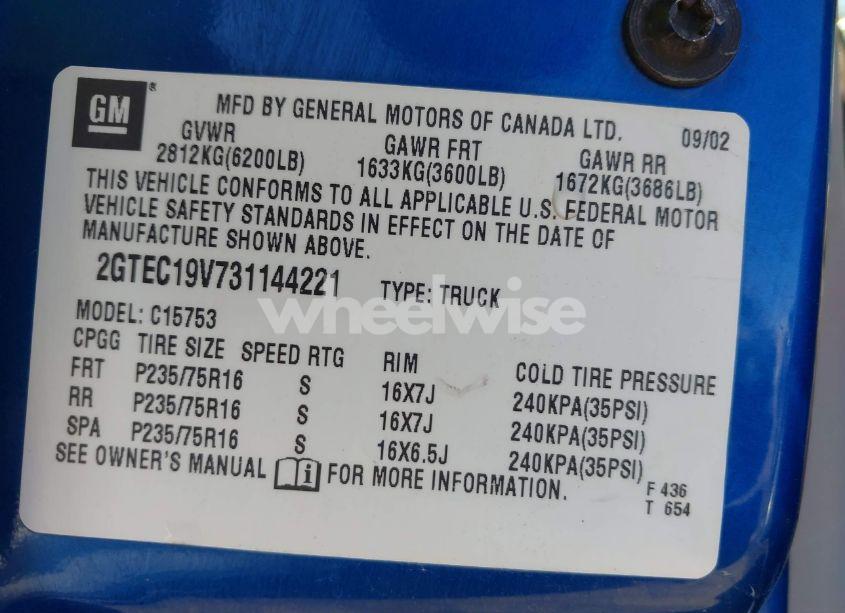 GM
MFD BY GENERAL MOTORS OF CANADA LTD. 09/02
GVWR GAWR FRT GAWR RR
2812KG(6200LB) 1633KG(3600LB) 1672KG(3686LB)
THIS VEHICLE CONFORMS TO ALL APPLICABLE U.S. FEDERAL MOTOR
VEHICLE SAFETY STANDARDS IN EFFECT ON THE DATE OF
MANUFACTURE SHOWN ABOVE.
2GTEC19V731144221 TYPE: TRUCK
wheelwise
MODEL: C15753
CPGG TIRE SIZE SPEED RTG RIM COLD TIRE PRESSURE
FRT P235/75R16 S 16X7J 240KPA(35PSI)
RR P235/75R16 S 16X7J 240KPA(35PSI)
SPA P235/75R16 S 16X6.5J 240KPA(35PSI)
SEE OWNER'S MANUAL i FOR MORE INFORMATION.
F 436
T 654